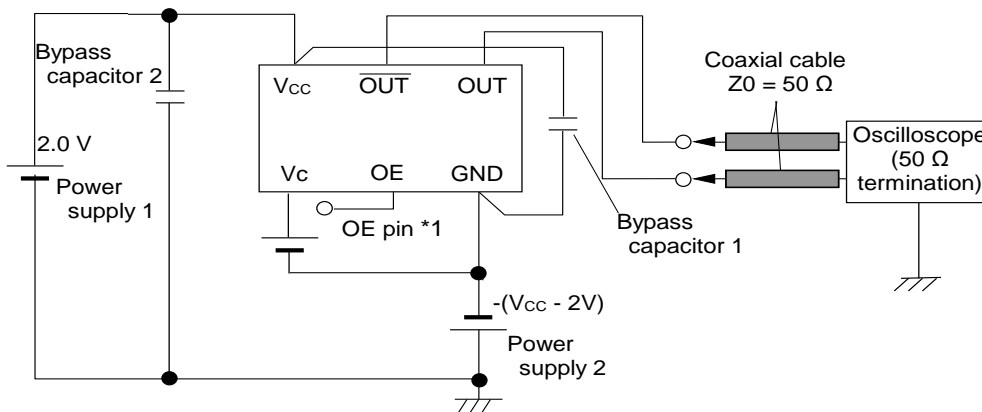 Bypass
capacitor 2
2.0 V
Power
supply 1
VCC
OUT
OUT
Vc
OE
GND
OE pin *1
Bypass
capacitor 1
-(VCC - 2V)
Power
supply 2
Coaxial cable
Z0 = 50 Ω
Oscilloscope
(50 Ω
termination)